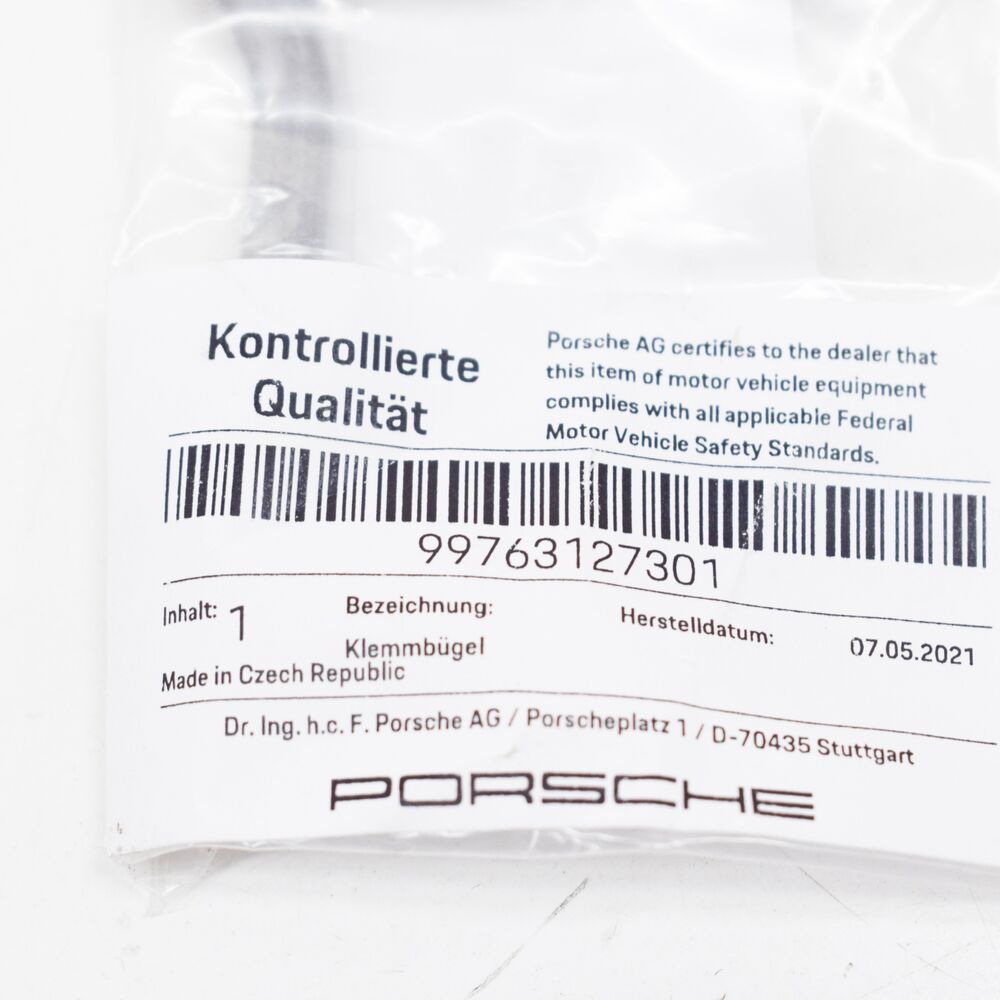 Kontrollierte
Qualität
Porsche AG certifies to the dealer that
this item of motor vehicle equipment
complies with all applicable Federal
Motor Vehicle Safety Standards.
99763127301
Inhalt: 1
Bezeichnung:
Klemmbügel
Herstelldatum: 07.05.2021
Made in Czech Republic
Dr. Ing. h.c. F. Porsche AG / Porscheplatz 1 / D-70435 Stuttgart
PORSCHE